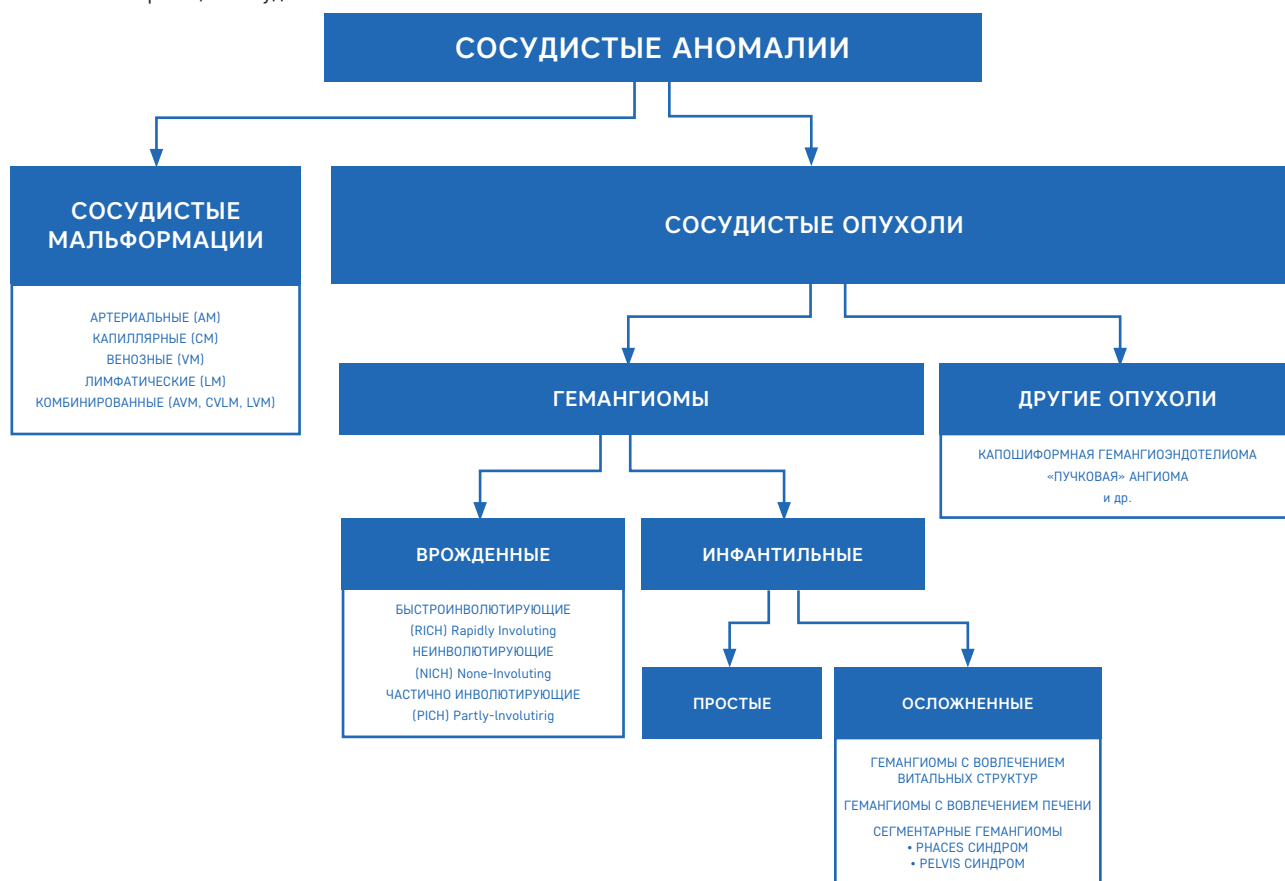 СОСУДИСТЫЕ АНОМАЛИИ
СОСУДИСТЫЕ
МАЛЬФОРМАЦИИ
АРТЕРИАЛЬНЫЕ (AM)
КАПИЛЛЯРНЫЕ (CM)
ВЕНОЗНЫЕ (VM)
ЛИМФАТИЧЕСКИЕ (LM)
КОМБИНИРОВАННЫЕ (AVM, CVLM, LVM)
СОСУДИСТЫЕ ОПУХОЛИ
ГЕМАНГИОМЫ
ДРУГИЕ ОПУХОЛИ
КАПОШИФОРМНАЯ ГЕМАНГИОЭНДОТЕЛИОМА
«ПУЧКОВАЯ» АНГИОМА
и др.
ВРОЖДЕННЫЕ
БЫСТРОИНВОЛЮТИРУЮЩИЕ
(RICH) Rapidly Involuting
НЕИНВОЛЮТИРУЮЩИЕ
(NICH) None-Involuting
ЧАСТИЧНО ИНВОЛЮТИРУЮЩИЕ
(PICH) Partly-Involutirig
ИНФАНТИЛЬНЫЕ
ПРОСТЫЕ
ОСЛОЖНЕННЫЕ
ГЕМАНГИОМЫ С ВОВЛЕЧЕНИЕМ
ВИТАЛЬНЫХ СТРУКТУР
ГЕМАНГИОМЫ С ВОВЛЕЧЕНИЕМ ПЕЧЕНИ
СЕГМЕНТАРНЫЕ ГЕМАНГИОМЫ
• PHACES СИНДРОМ
• PELVIS СИНДРОМ